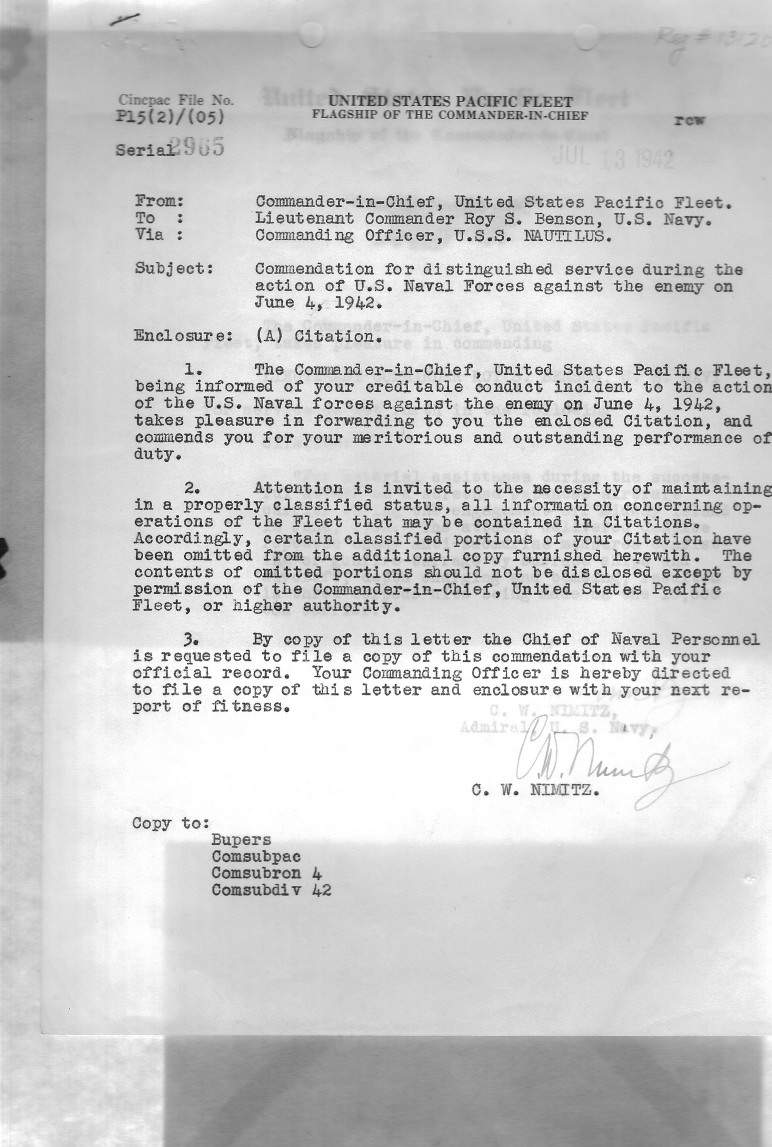 Cincpac File No.
P15(2)/(05)
UNITED STATES PACIFIC FLEET
FLAGSHIP OF THE COMMANDER-IN-CHIEF
rcw
Serial 2965
JUL 13 1942
From: Commander-in-Chief, United States Pacific Fleet.
To : Lieutenant Commander Roy S. Benson, U.S. Navy.
Via : Commanding Officer, U.S.S. NAUTILUS.
Subject: Commendation for distinguished service during the
action of U.S. Naval Forces against the enemy on
June 4, 1942.
Enclosure: (A) Citation.
1. The Commander-in-Chief, United States Pacific Fleet,
being informed of your creditable conduct incident to the action
of the U.S. Naval forces against the enemy on June 4, 1942,
takes pleasure in forwarding to you the enclosed Citation, and
commends you for your meritorious and outstanding performance of
duty.
2. Attention is invited to the necessity of maintaining
in a properly classified status, all information concerning op-
erations of the Fleet that may be contained in Citations.
Accordingly, certain classified portions of your Citation have
been omitted from the additional copy furnished herewith. The
contents of omitted portions should not be disclosed except by
permission of the Commander-in-Chief, United States Pacific
Fleet, or higher authority.
3. By copy of this letter the Chief of Naval Personnel
is requested to file a copy of this commendation with your
official record. Your Commanding Officer is hereby directed
to file a copy of this letter and enclosure with your next re-
port of fitness.
C. W. NIMITZ,
Admiral, U. S. Navy,
C.W. Nimitz
C. W. NIMITZ.
Copy to:
Bupers
Comsubpac
Comsubron 4
Comsubdiv 42